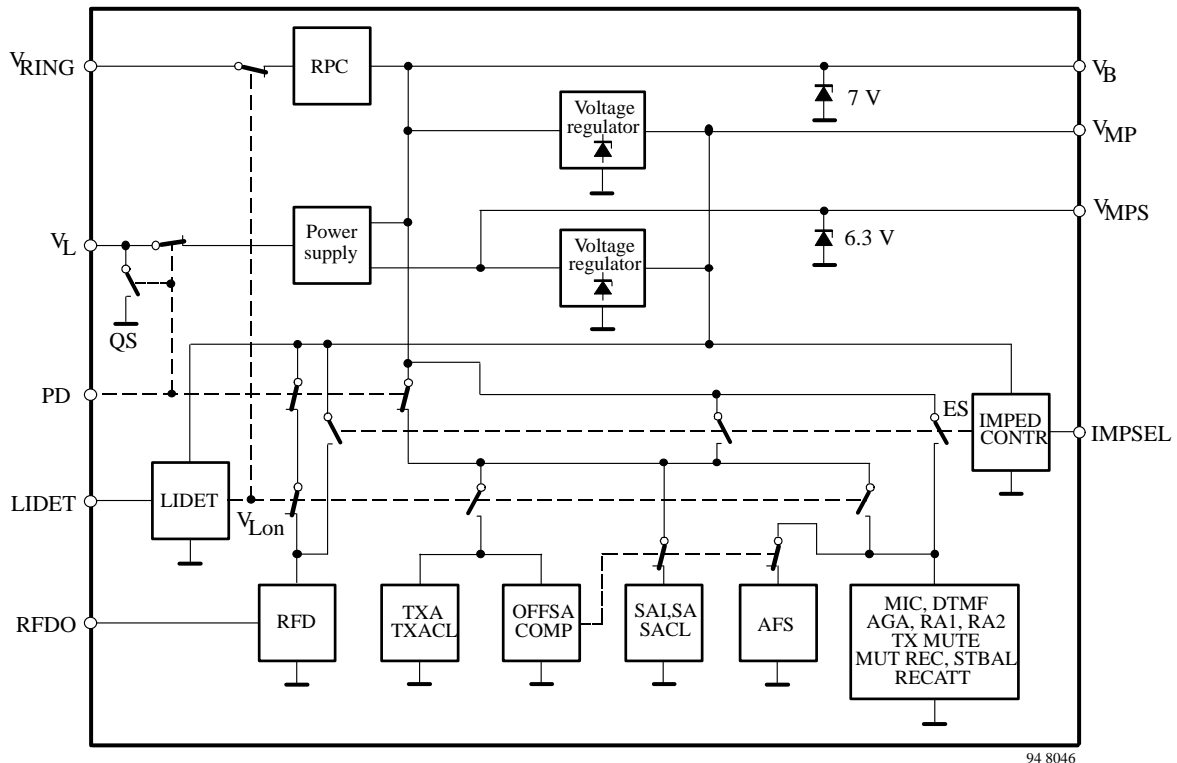 VRING
RPC
VB
7 V
Voltage
regulator
VMP
VMPS
VL
Power
supply
6.3 V
Voltage
regulator
QS
PD
ES
IMPED
CONTR
IMPSEL
LIDET
LIDET
VLon
RFDO
RFD
TXA
TXACL
OFFSA
COMP
SAI,SA
SACL
AFS
MIC, DTMF
AGA, RA1, RA2
TX MUTE
MUT REC, STBAL
RECATT
94 8046